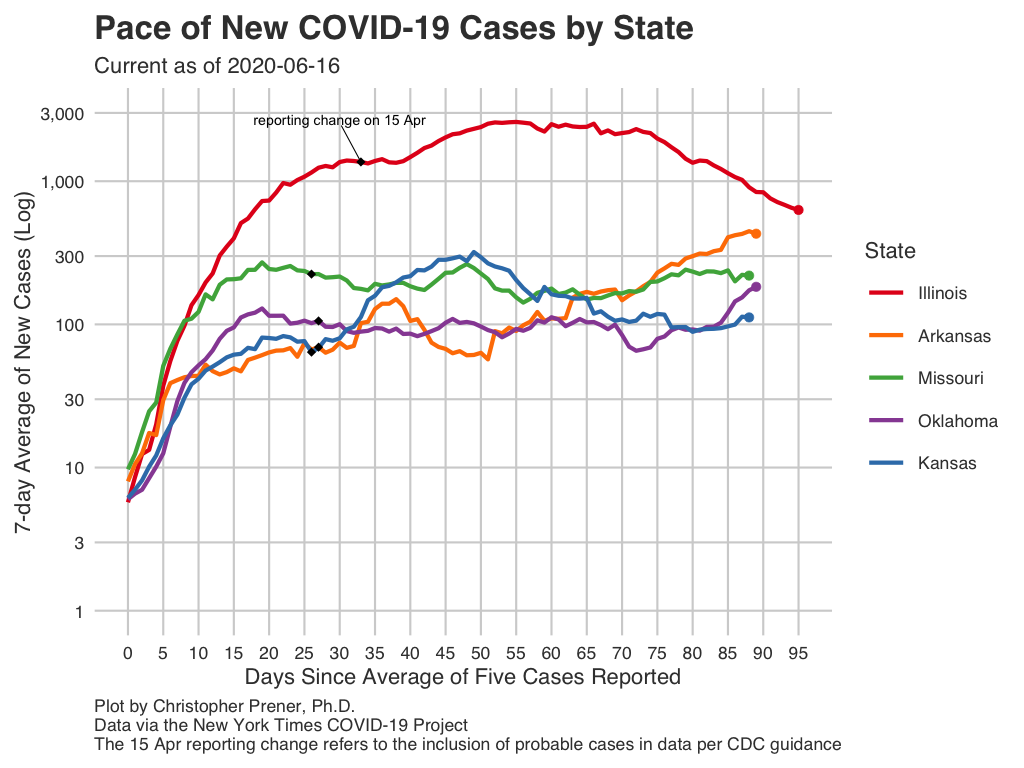 Pace of New COVID-19 Cases by State
Current as of 2020-06-16
7-day Average of New Cases (Log)
3,000
1,000
300
100
30
10
3
1
reporting change on 15 Apr
0 5 10 15 20 25 30 35 40 45 50 55 60 65 70 75 80 85 90 95
Days Since Average of Five Cases Reported
State
Illinois
Arkansas
Missouri
Oklahoma
Kansas
Plot by Christopher Prener, Ph.D.
Data via the New York Times COVID-19 Project
The 15 Apr reporting change refers to the inclusion of probable cases in data per CDC guidance